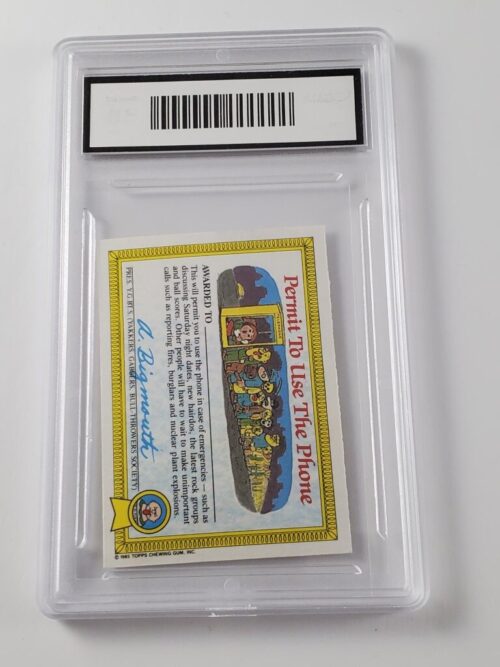 Permit To Use The Phone
AWARDED TO
This will permit you to use the phone in case of emergencies — such as
discussing Saturday night dates, new hairdos, the latest rock groups
and ball scores. Other people will have to wait to make unimportant
calls such as reporting fires, burglars and nuclear plant explosions.
A. Bigmouth
PRES. Y.G.B.T.S. (YAKKERS, GABBERS, BULL-THROWERS SOCIETY)
© 1985 TOPPS CHEWING GUM, INC.